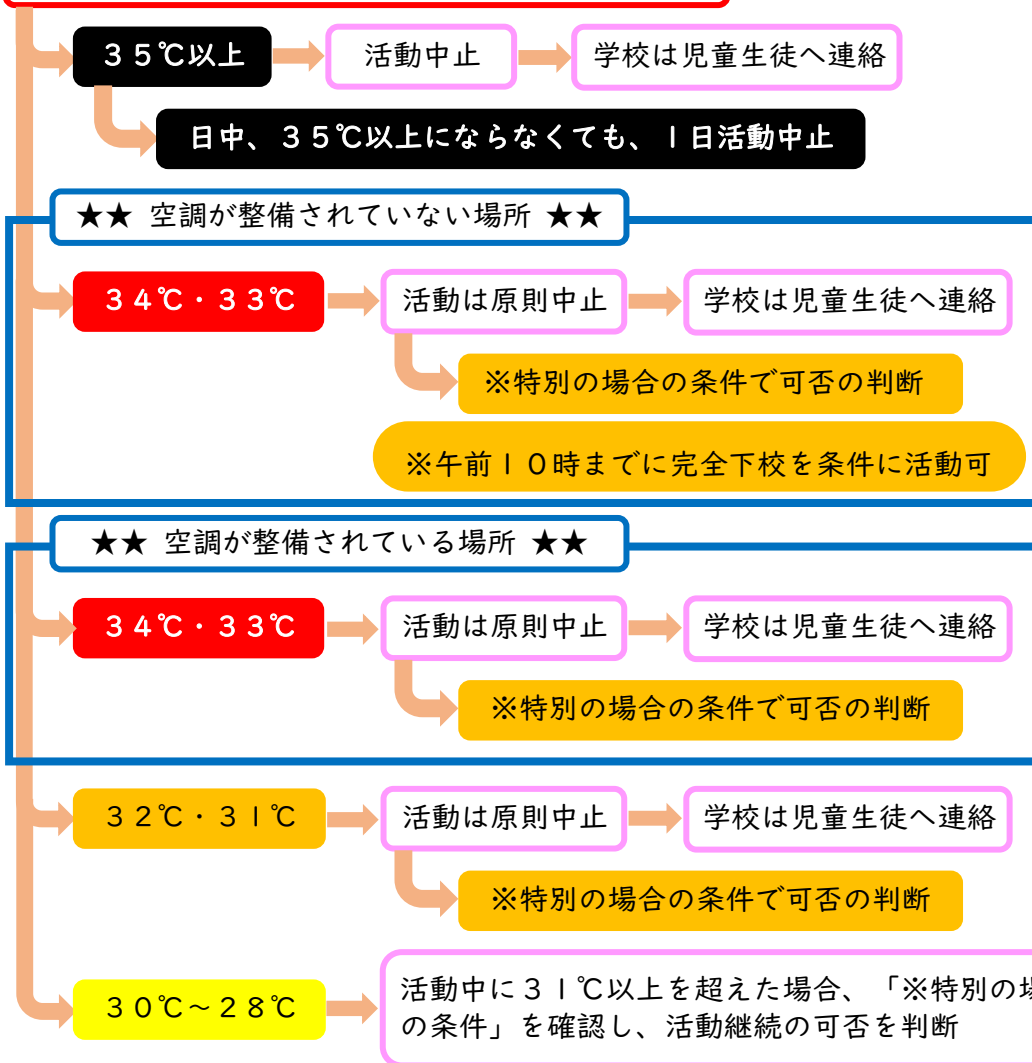 ３５℃以上
活動中止
学校は児童生徒へ連絡
日中、３５℃以上にならなくても、１日活動中止
★★ 空調が整備されていない場所 ★★
３４℃・３３℃
活動は原則中止
学校は児童生徒へ連絡
※特別の場合の条件で可否の判断
※午前１０時までに完全下校を条件に活動可
★★ 空調が整備されている場所 ★★
３４℃・３３℃
活動は原則中止
学校は児童生徒へ連絡
※特別の場合の条件で可否の判断
３２℃・３１℃
活動は原則中止
学校は児童生徒へ連絡
※特別の場合の条件で可否の判断
３０℃～２８℃
活動中に３１℃以上を超えた場合、「※特別の場
の条件」を確認し、活動継続の可否を判断